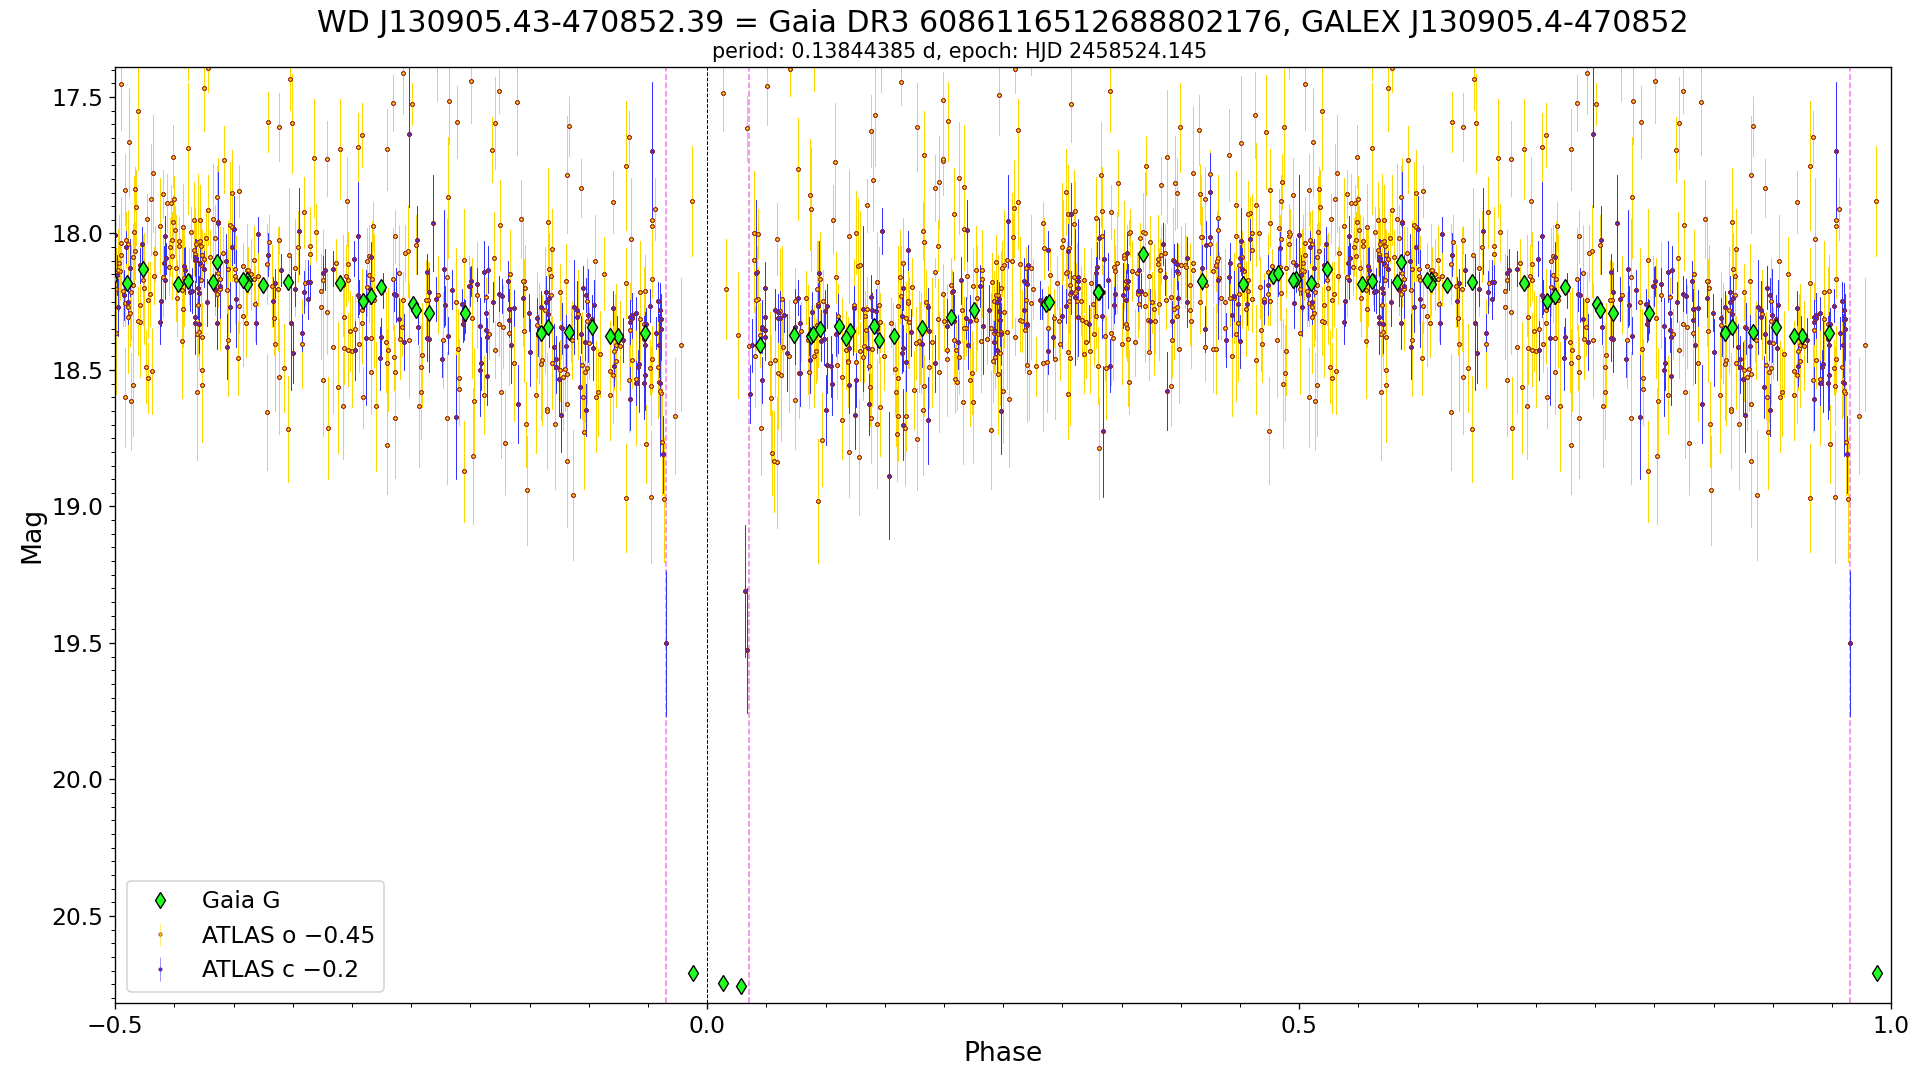 WD J130905.43-470852.39 = Gaia DR3 6086116512688802176, GALEX J130905.4-470852
period: 0.13844385 d, epoch: HJD 2458524.145
17.5
18.0
18.5
19.0
19.5
20.0
20.5
Mag
Gaia G
ATLAS o −0.45
ATLAS c −0.2
−0.5
0.0
0.5
1.0
Phase